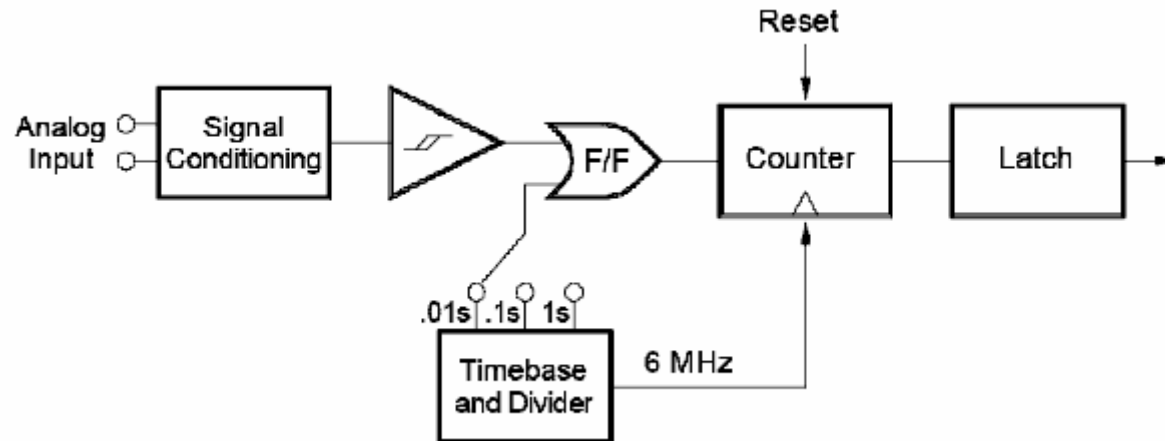 Reset
Analog
Input
Signal
Conditioning
F/F
Counter
Latch
.01s .1s 1s
Timebase
and Divider
6 MHz